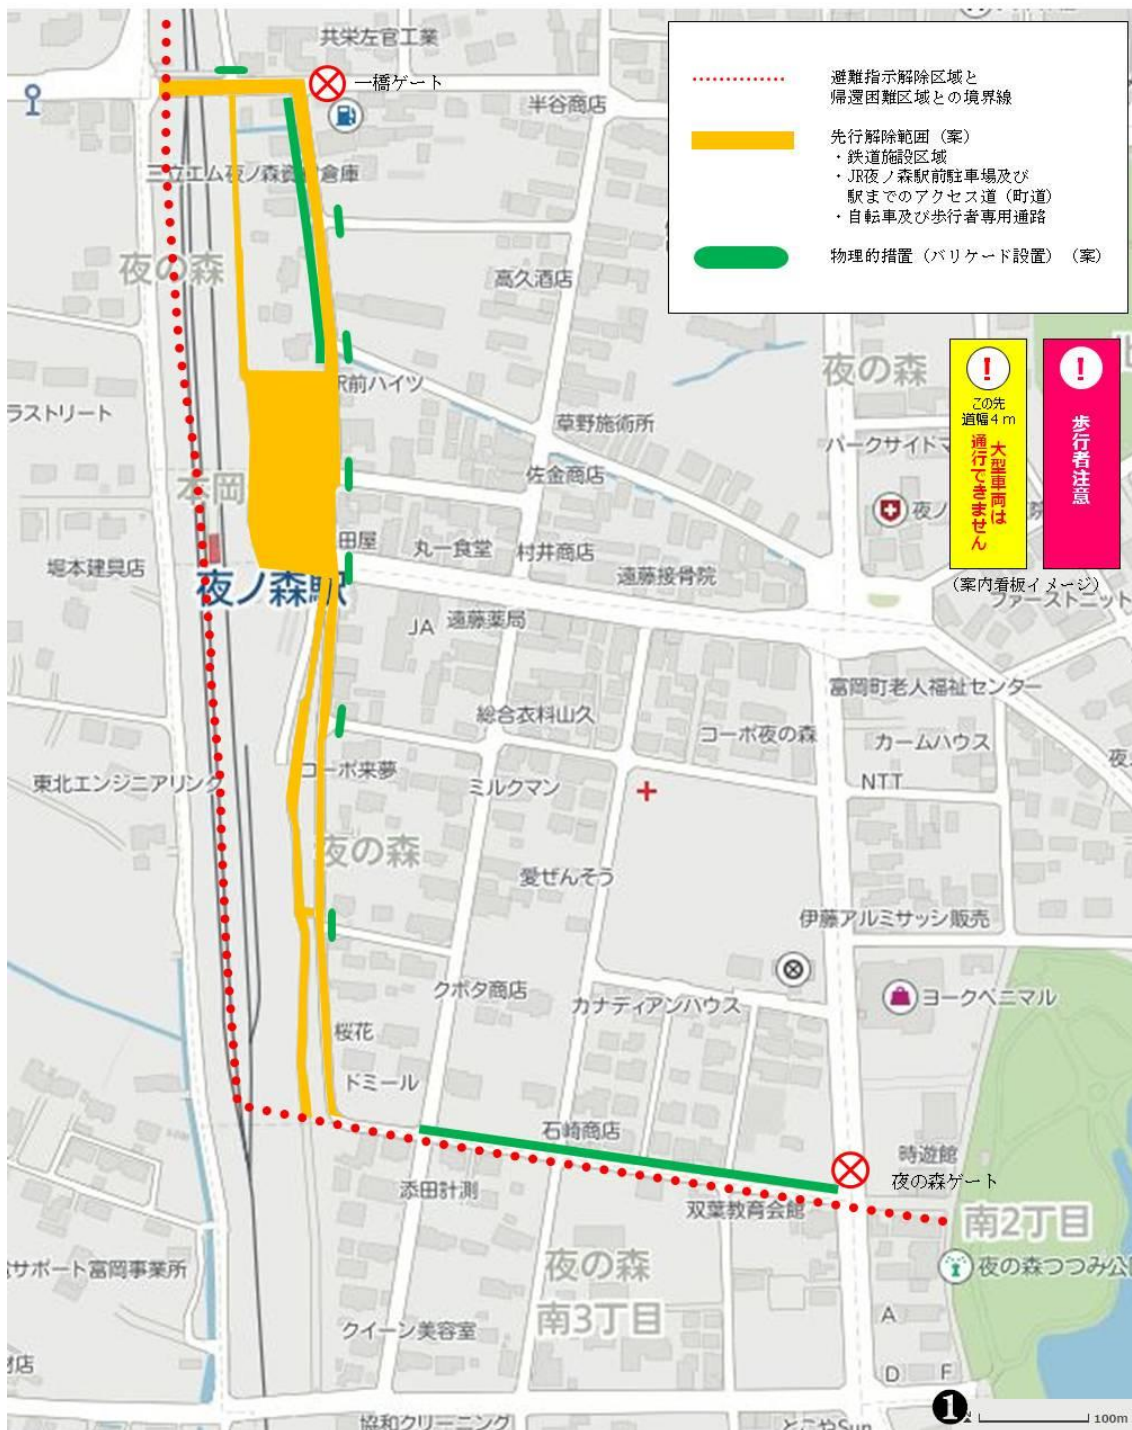 共栄左官工業
一橋ゲート
半谷商店
避難指示解除区域と
帰還困難区域との境界線
先行解除範囲（案）
・鉄道施設区域
・JR夜ノ森駅前駐車場及び
駅までのアクセス道（町道）
・自転車及び歩行者専用通路
物理的措置（バリケード設置）（案）
倉庫
夜の森
高久酒店
夜の森
この先
道幅4m
大型車両は
通行できません
歩行者注意
（案内看板イメージ）
ラストリート
駅前ハイツ
草野施術所
パークサイドマ
本岡
佐金商店
夜ノ
院
田屋
丸一食堂
村井商店
堀本建具店
夜ノ森駅
遠藤接骨院
ファーストニット
JA
遠藤薬局
富岡町老人福祉センター
総合衣料山久
コーポ夜の森
カームハウス
コーポ来夢
東北エンジニアリング
ミルクマン
NTT
夜の森
愛ぜんそう
伊藤アルミサッシ販売
クボタ商店
カナディアンハウス
ヨークベニマル
桜花
ドミール
石崎商店
時遊館
夜の森ゲート
添田計測
双葉教育会館
南2丁目
サポート富岡事業所
夜の森
南3丁目
夜の森つつみ公
クイーン美容室
A
D
F
協和クリーニング
とこやSun
1
100m